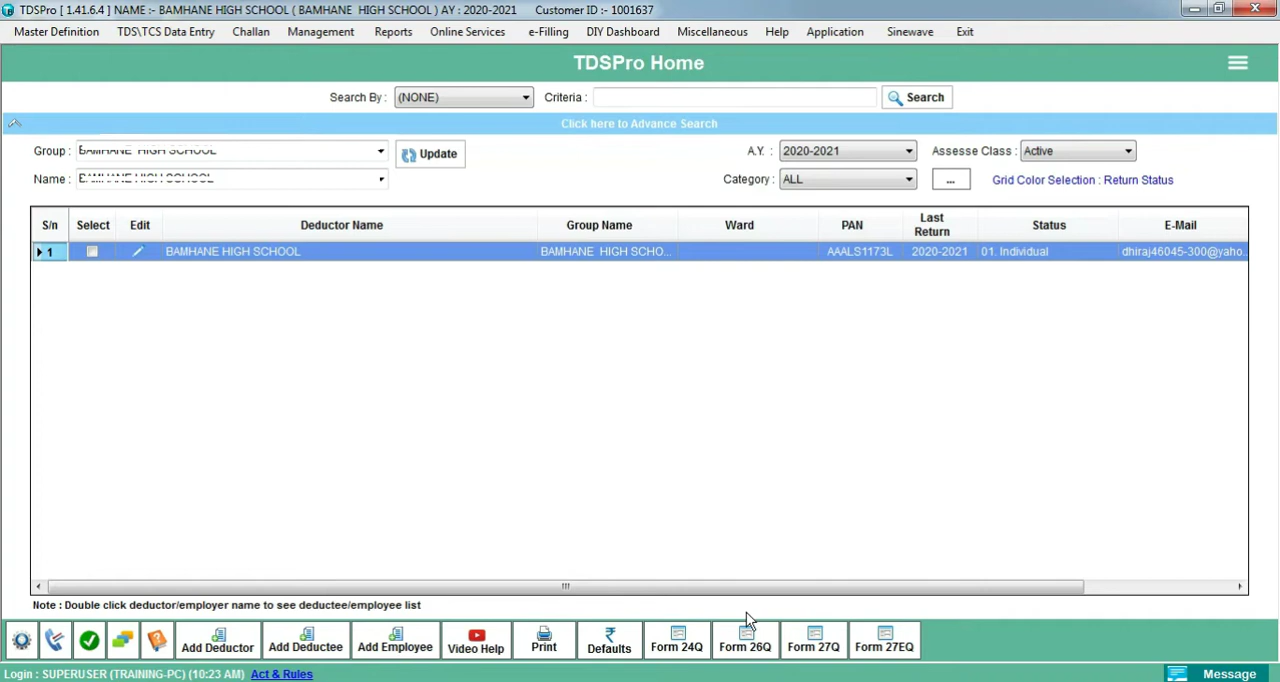 TDSPro [ 1.41.6.4 ] NAME :- BAMHANE HIGH SCHOOL ( BAMHANE HIGH SCHOOL ) AY : 2020-2021 Customer ID :- 1001637
Master Definition TDS\TCS Data Entry Challan Management Reports Online Services e-Filling DIY Dashboard Miscellaneous Help Application Sinewave Exit
TDSPro Home
Search By : (NONE) Criteria : Search
Click here to Advance Search
Group : BAMHANE HIGH SCHOOL Update A.Y. : 2020-2021 Assesse Class : Active
Name : BAMHANE HIGH SCHOOL Category : ALL ... Grid Color Selection : Return Status
S/n Select Edit Deductor Name Group Name Ward PAN Last Return Status E-Mail
1 BAMHANE HIGH SCHOOL BAMHANE HIGH SCHO... AAALS1173L 2020-2021 01. Individual dhiraj46045-300@yaho..
Note : Double click deductor/employer name to see deductee/employee list
Add Deductor Add Deductee Add Employee Video Help Print Defaults Form 24Q Form 26Q Form 27Q Form 27EQ
Login : SUPERUSER (TRAINING-PC) (10:23 AM) Act & Rules Message